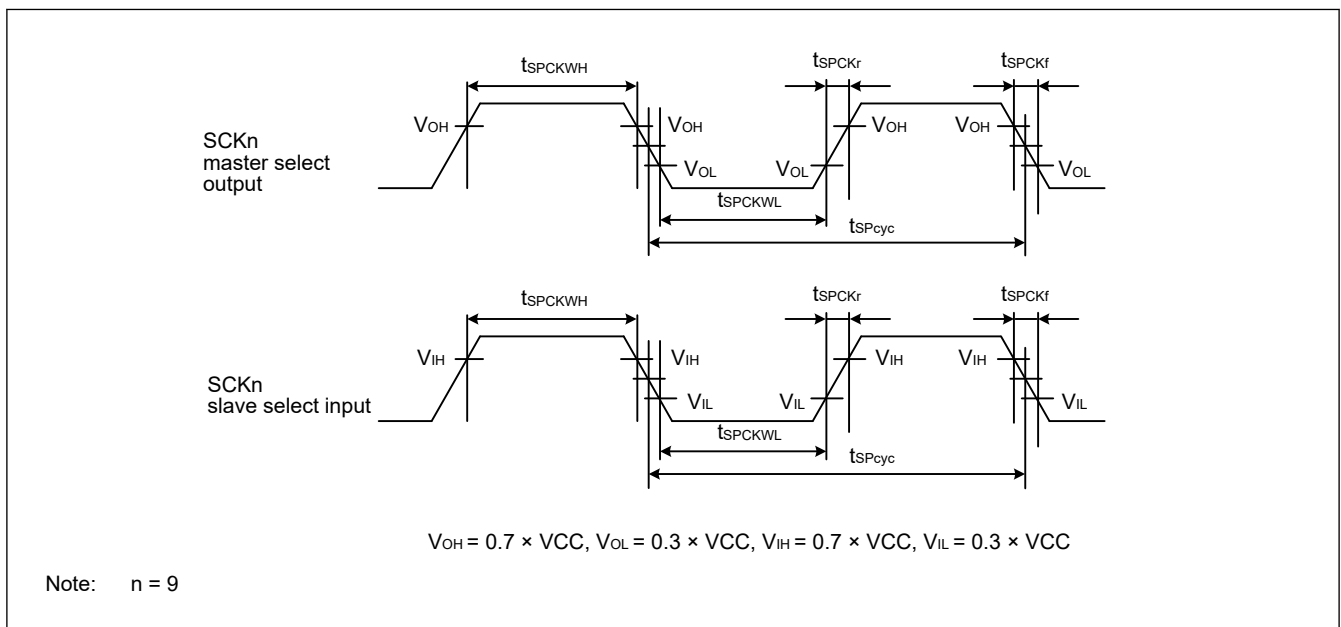 tSPCKWH
tSPCKr
tSPCKf
SCKn
master select
output
VOH
VOH
VOL
VOL
VOH
VOH
VOL
tSPCKWL
tSPcyc
tSPCKWH
tSPCKr
tSPCKf
SCKn
slave select input
VIH
VIH
VIL
VIL
VIH
VIH
VIL
tSPCKWL
tSPcyc
VOH = 0.7 × VCC, VOL = 0.3 × VCC, VIH = 0.7 × VCC, VIL = 0.3 × VCC
Note: n = 9